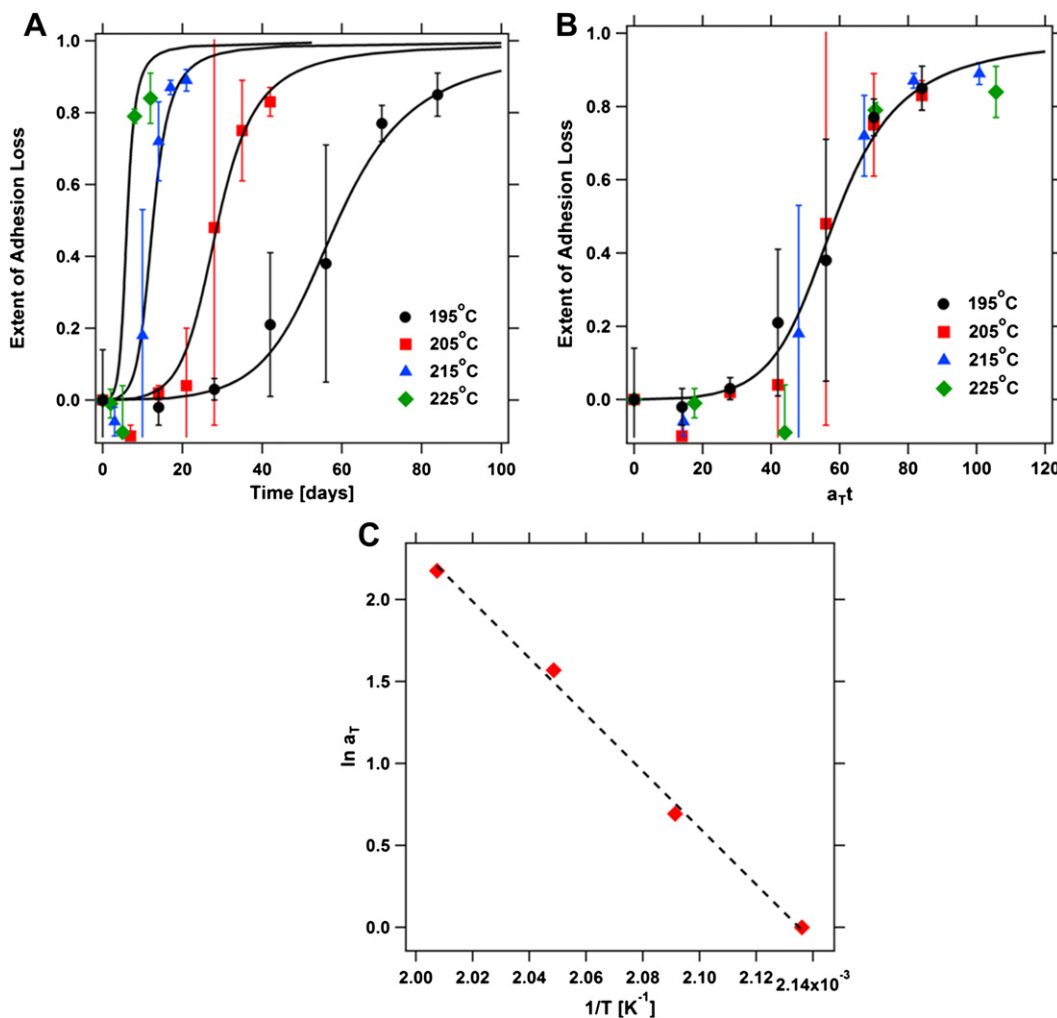 A
1.0
0.8
0.6
0.4
0.2
0.0
Extent of Adhesion Loss
195°C
205°C
215°C
225°C
0 20 40 60 80 100
Time [days]
B
1.0
0.8
0.6
0.4
0.2
0.0
Extent of Adhesion Loss
195°C
205°C
215°C
225°C
0 20 40 60 80 100 120
aTt
C
2.0
1.5
1.0
0.5
0.0
ln aT
2.00 2.02 2.04 2.06 2.08 2.10 2.12 2.14x10⁻³
1/T [K⁻¹]